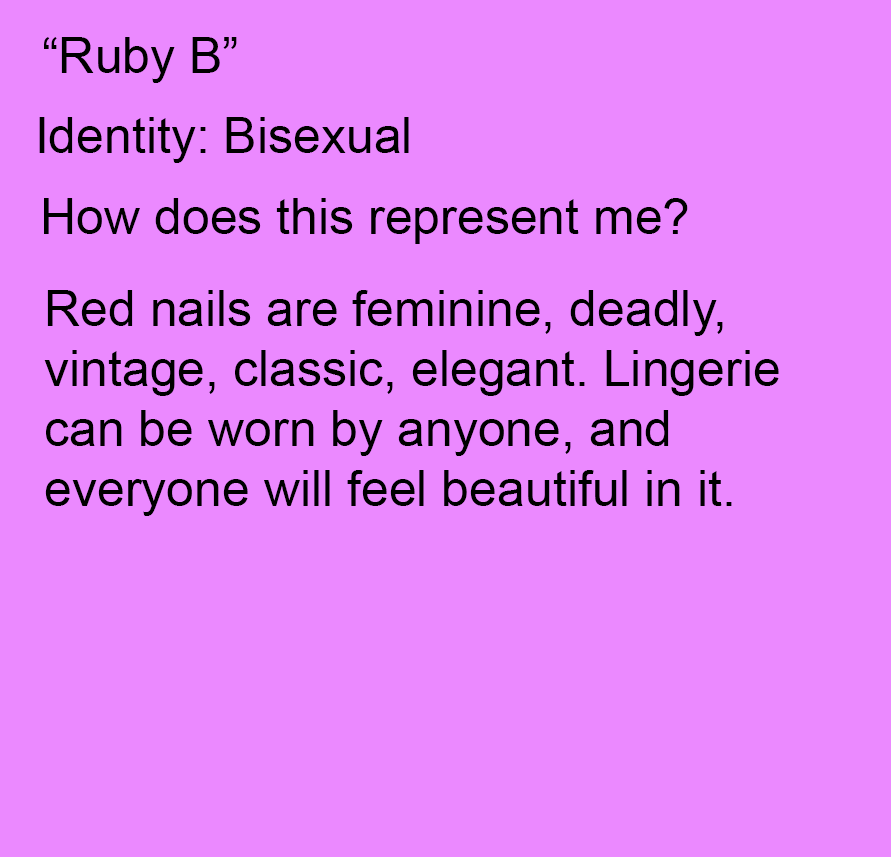 “Ruby B”
Identity: Bisexual
How does this represent me?
Red nails are feminine, deadly,
vintage, classic, elegant. Lingerie
can be worn by anyone, and
everyone will feel beautiful in it.